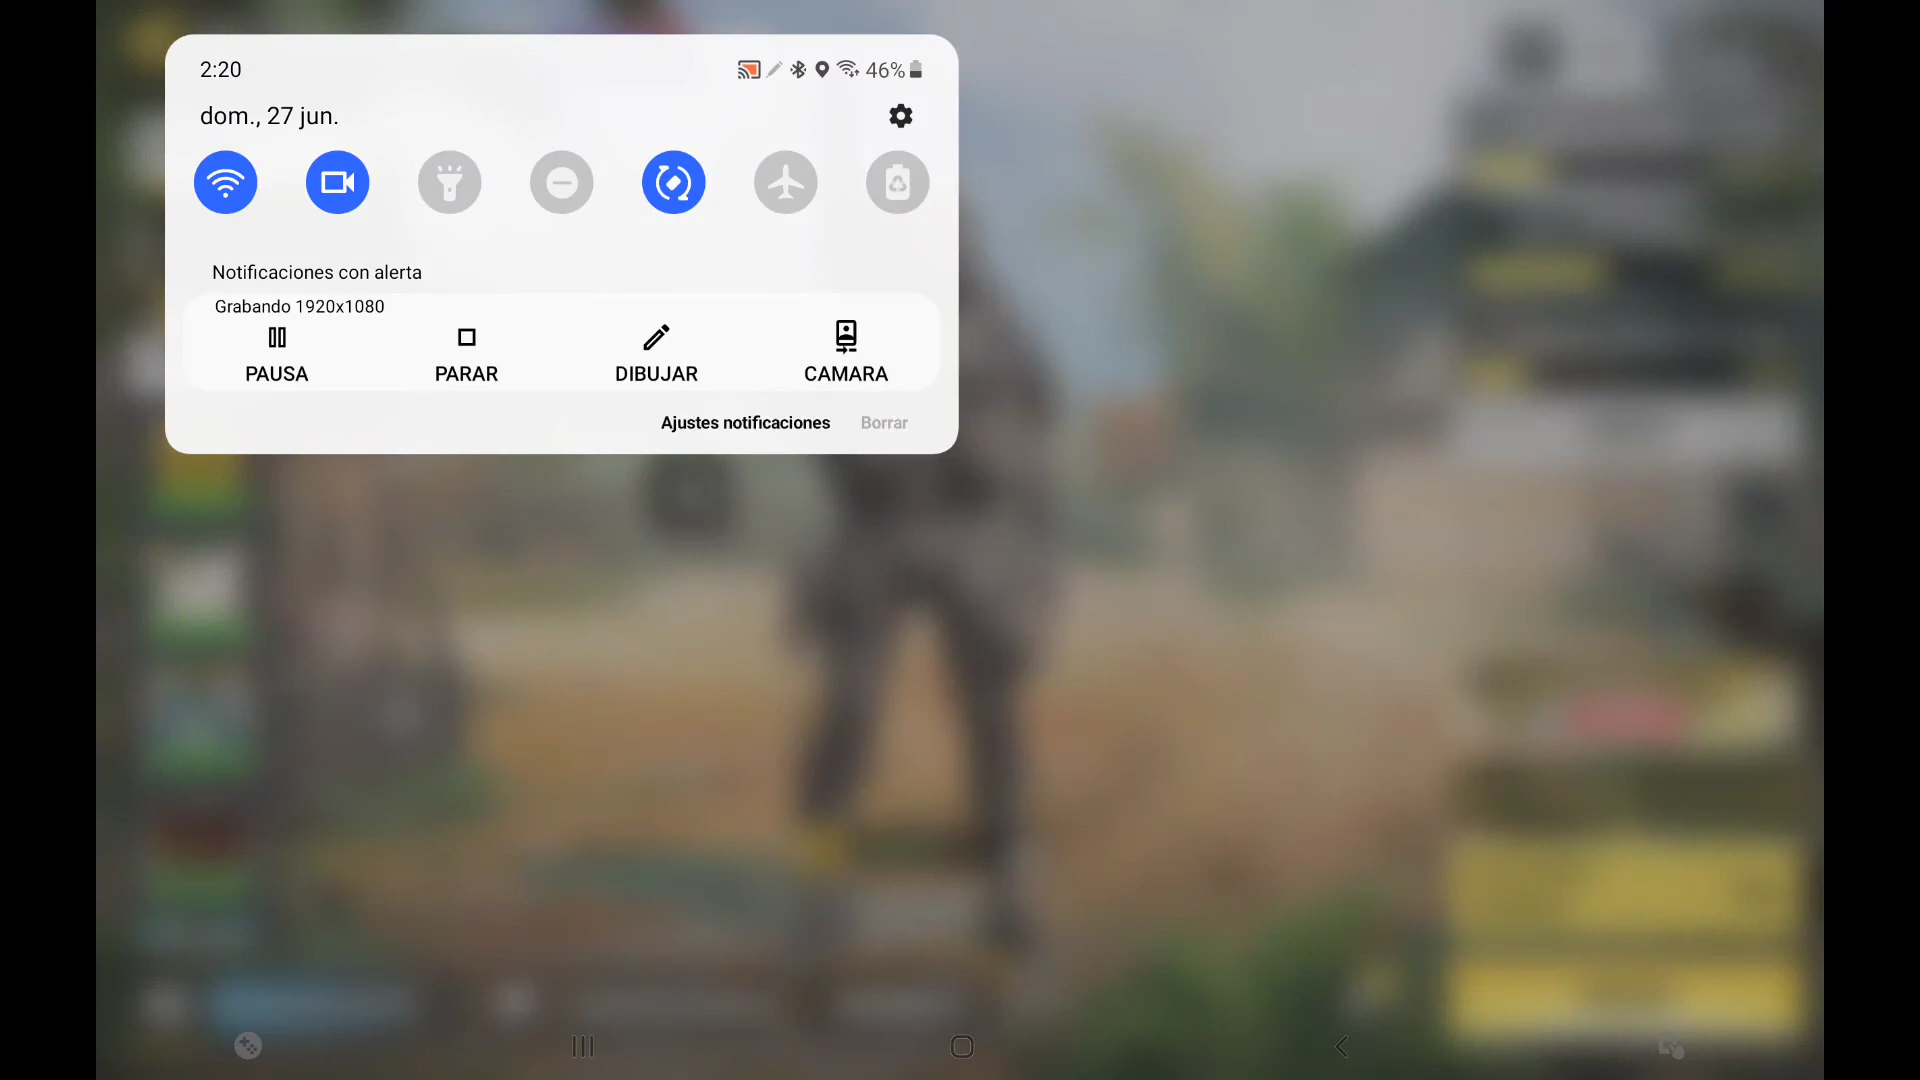 2:20
46%
dom., 27 jun.
Notificaciones con alerta
Grabando 1920x1080
PAUSA
PARAR
DIBUJAR
CAMARA
Ajustes notificaciones
Borrar